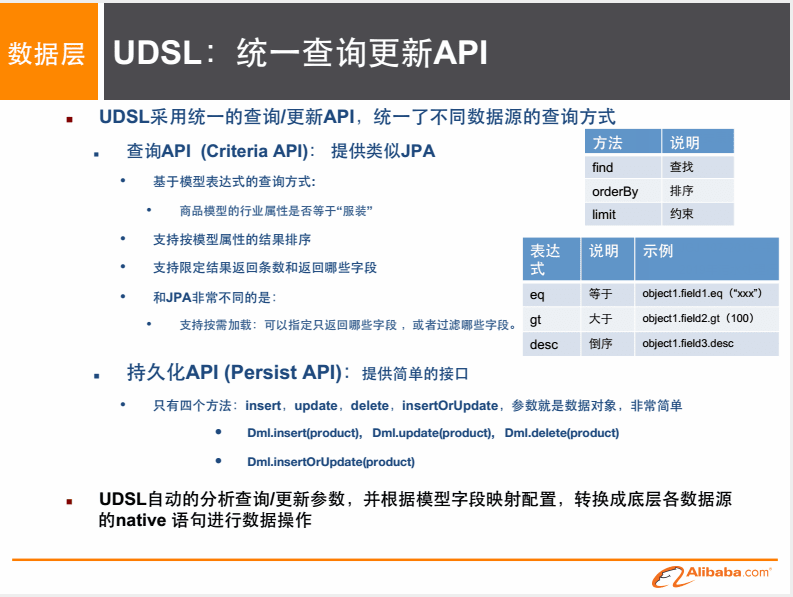 数据层
UDSL：统一查询更新API
UDSL采用统一的查询/更新API，统一了不同数据源的查询方式
查询API (Criteria API)： 提供类似JPA
基于模型表达式的查询方式:
商品模型的行业属性是否等于“服装”
支持按模型属性的结果排序
支持限定结果返回条数和返回哪些字段
和JPA非常不同的是：
支持按需加载：可以指定只返回哪些字段 ，或者过滤哪些字段。
方法 说明
find 查找
orderBy 排序
limit 约束
表达
式 说明 示例
eq 等于 object1.field1.eq（“xxx”）
gt 大于 object1.field2.gt（100）
desc 倒序 object1.field3.desc
持久化API (Persist API)：提供简单的接口
只有四个方法：insert，update，delete，insertOrUpdate，参数就是数据对象，非常简单
Dml.insert(product)， Dml.update(product)， Dml.delete(product)
Dml.insertOrUpdate(product)
UDSL自动的分析查询/更新参数，并根据模型字段映射配置，转换成底层各数据源
的native 语句进行数据操作
Alibaba.com®